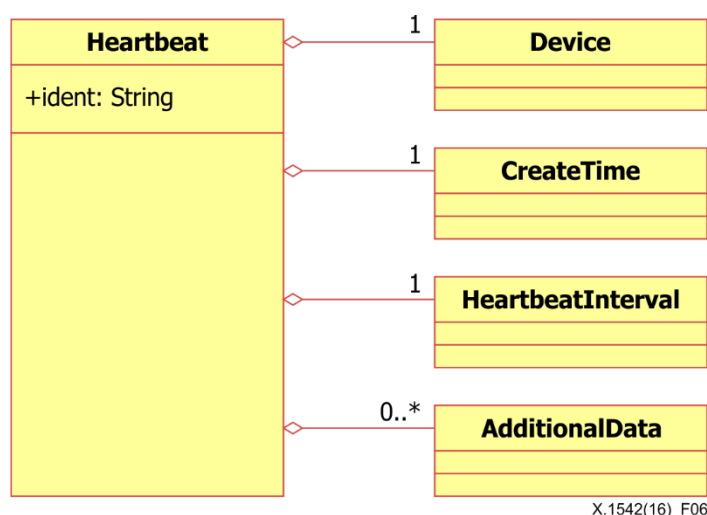 Heartbeat
+ident: String
1
Device
1
CreateTime
1
HeartbeatInterval
0..*
AdditionalData
X.1542(16)_F06